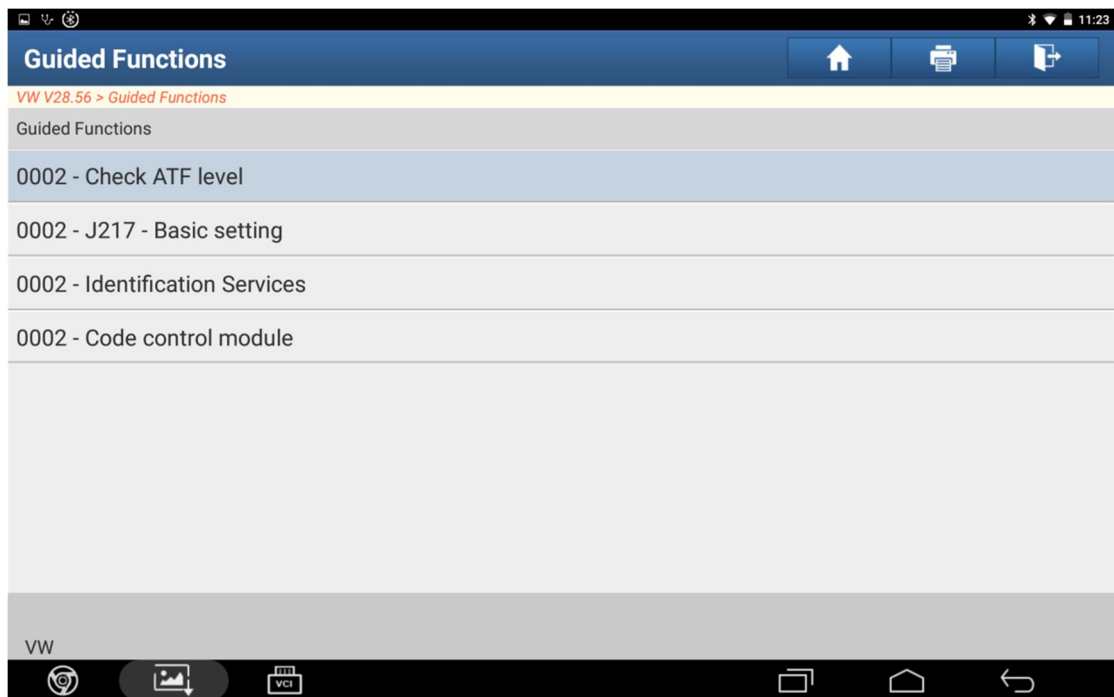 11:23
Guided Functions
VW V28.56 > Guided Functions
Guided Functions
0002 - Check ATF level
0002 - J217 - Basic setting
0002 - Identification Services
0002 - Code control module
VW
VCI